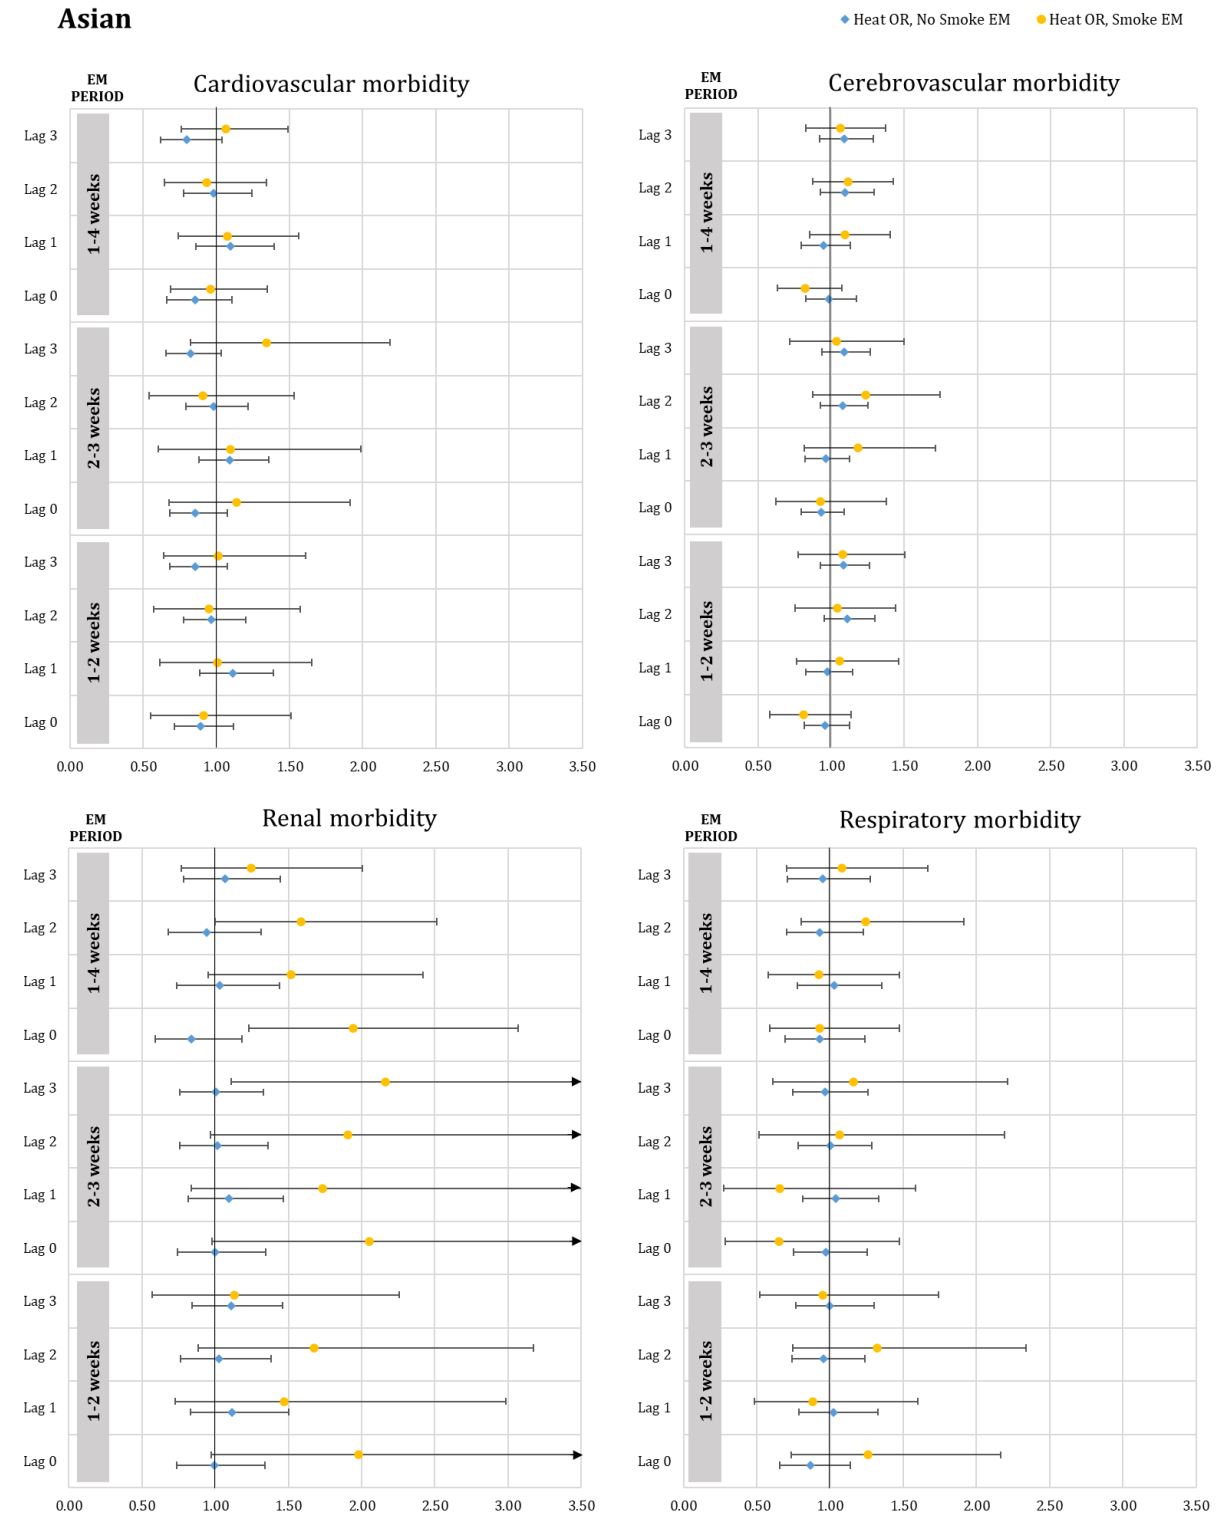 Asian
Heat OR, No Smoke EM
Heat OR, Smoke EM
EM
PERIOD
Cardiovascular morbidity
Lag 3
Lag 2
Lag 1
Lag 0
1-4 weeks
Lag 3
Lag 2
Lag 1
Lag 0
2-3 weeks
Lag 3
Lag 2
Lag 1
Lag 0
1-2 weeks
0.00 0.50 1.00 1.50 2.00 2.50 3.00 3.50
EM
PERIOD
Cerebrovascular morbidity
Lag 3
Lag 2
Lag 1
Lag 0
1-4 weeks
Lag 3
Lag 2
Lag 1
Lag 0
2-3 weeks
Lag 3
Lag 2
Lag 1
Lag 0
1-2 weeks
0.00 0.50 1.00 1.50 2.00 2.50 3.00 3.50
EM
PERIOD
Renal morbidity
Lag 3
Lag 2
Lag 1
Lag 0
1-4 weeks
Lag 3
Lag 2
Lag 1
Lag 0
2-3 weeks
Lag 3
Lag 2
Lag 1
Lag 0
1-2 weeks
0.00 0.50 1.00 1.50 2.00 2.50 3.00 3.50
EM
PERIOD
Respiratory morbidity
Lag 3
Lag 2
Lag 1
Lag 0
1-4 weeks
Lag 3
Lag 2
Lag 1
Lag 0
2-3 weeks
Lag 3
Lag 2
Lag 1
Lag 0
1-2 weeks
0.00 0.50 1.00 1.50 2.00 2.50 3.00 3.50